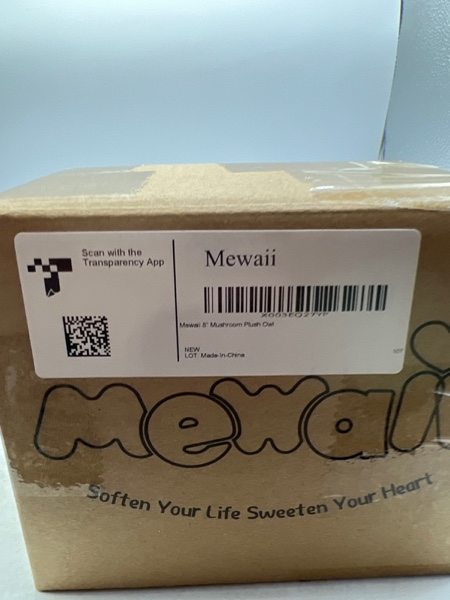 Scan with the
Transparency App
Mewaii
Mewaii 8" Mushroom Plush Owl
NEW
LOT: Made-In-China
Mewaii
Soften Your Life Sweeten Your Heart